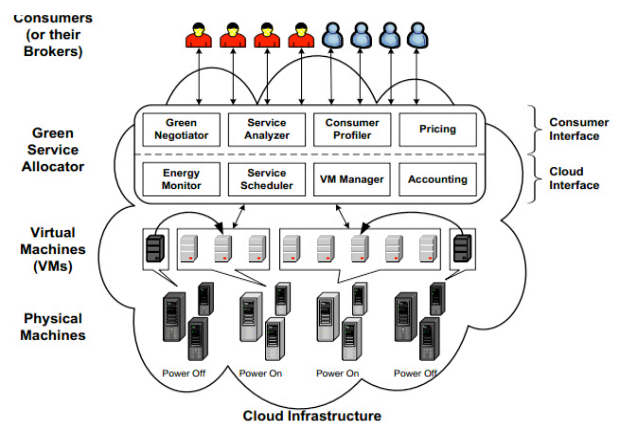 Consumers
(or their
Brokers)
Green
Service
Allocator
Green
Negotiator
Service
Analyzer
Consumer
Profiler
Pricing
Consumer
Interface
Energy
Monitor
Service
Scheduler
VM Manager
Accounting
Cloud
Interface
Virtual
Machines
(VMs)
Physical
Machines
Power Off
Power On
Power On
Power Off
Cloud Infrastructure